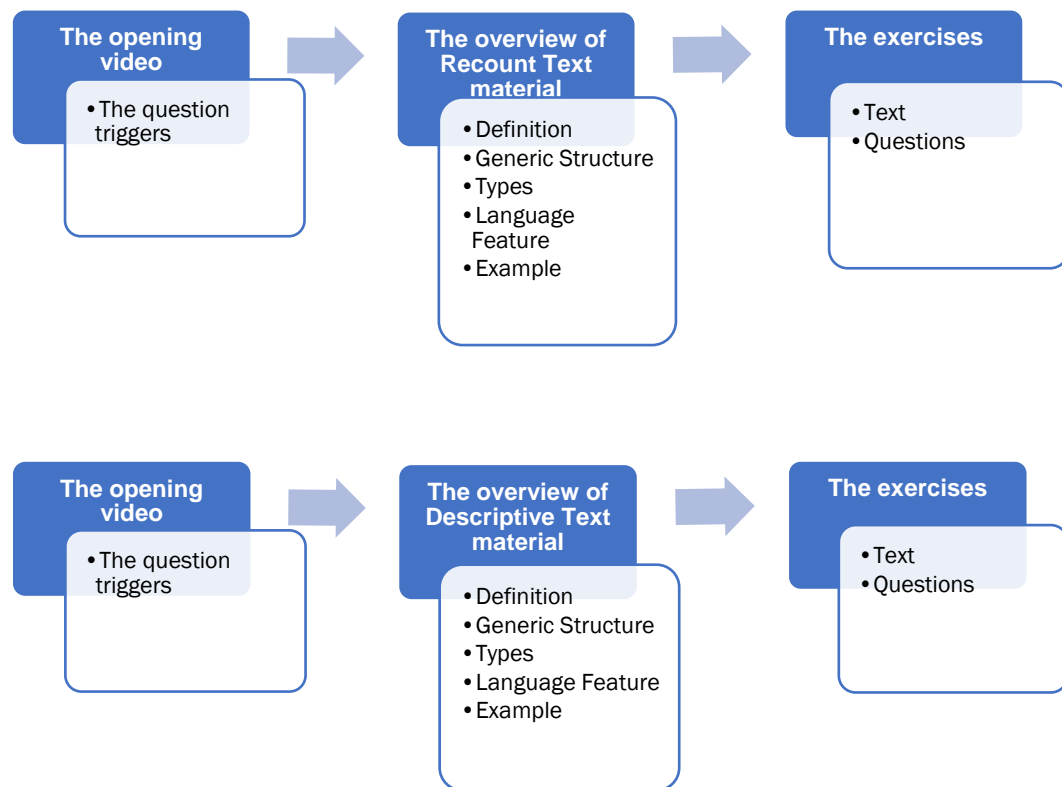 The opening
video
•The question
triggers
The overview of
Recount Text
material
•Definition
•Generic Structure
•Types
•Language
Feature
•Example
The exercises
•Text
•Questions
The opening
video
•The question
triggers
The overview of
Descriptive Text
material
•Definition
•Generic Structure
•Types
•Language Feature
•Example
The exercises
•Text
•Questions